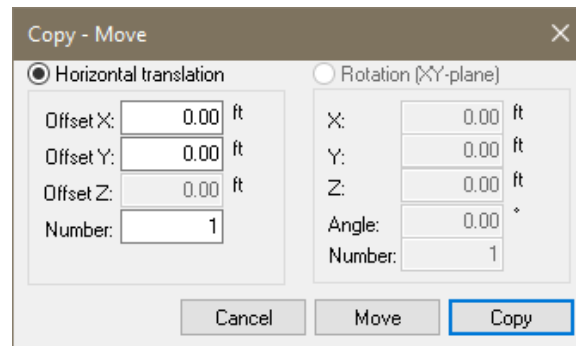 Copy - Move
Horizontal translation
Offset X: 0.00 ft
Offset Y: 0.00 ft
Offset Z: 0.00 ft
Number: 1
Rotation (XY-plane)
X: 0.00 ft
Y: 0.00 ft
Z: 0.00 ft
Angle: 0.00 °
Number: 1
Cancel Move Copy